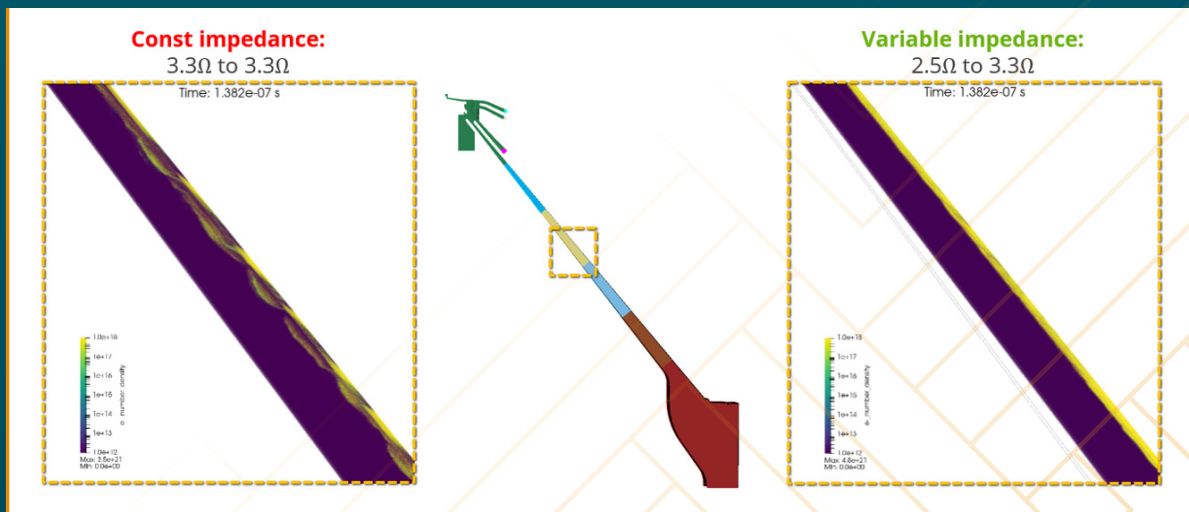 Const impedance:
3.3Ω to 3.3Ω
Time: 1.382e-07 s
1.0e+18
1e+17
1e+16
1e+15
1e+14
1e+13
1.0e+12
e_number_density
Max: 3.5e+21
Min: 0.0e+00
Variable impedance:
2.5Ω to 3.3Ω
Time: 1.382e-07 s
1.0e+18
1e+17
1e+16
1e+15
1e+14
1e+13
1.0e+12
e_number_density
Max: 4.8e+21
Min: 0.0e+00